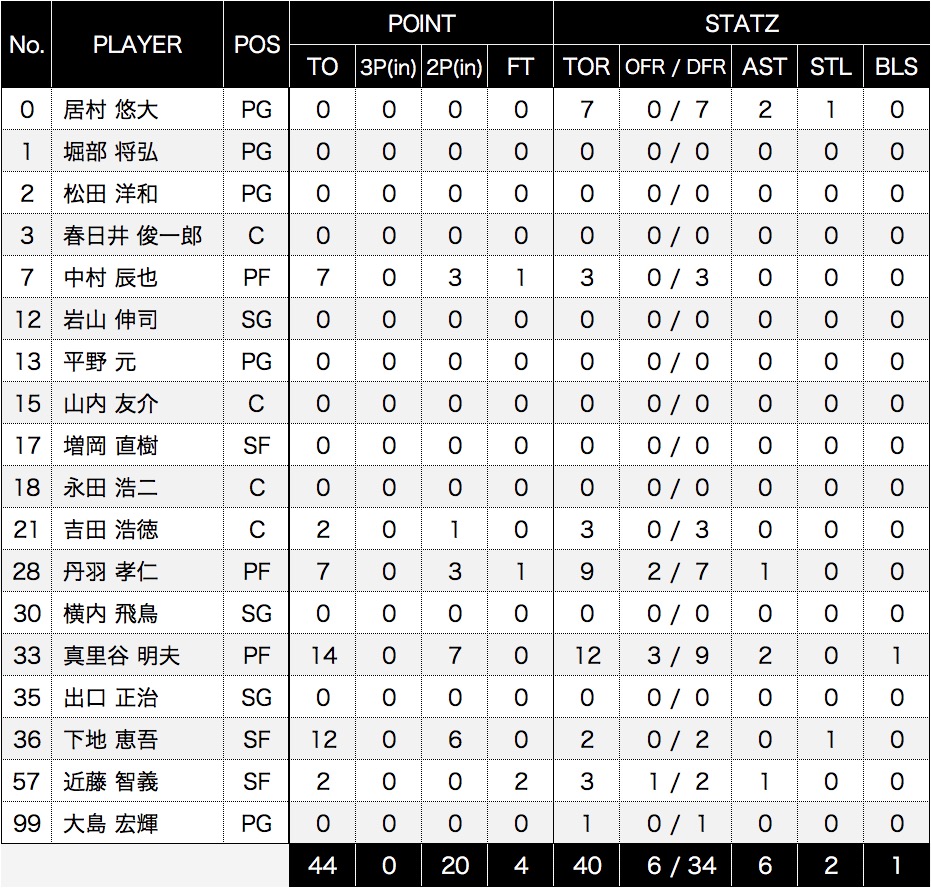 No. PLAYER POS POINT STATZ
TO 3P(in) 2P(in) FT TOR OFR / DFR AST STL BLS
0 居村 悠大 PG 0 0 0 0 7 0 / 7 2 1 0
1 堀部 将弘 PG 0 0 0 0 0 0 / 0 0 0 0
2 松田 洋和 PG 0 0 0 0 0 0 / 0 0 0 0
3 春日井 俊一郎 C 0 0 0 0 0 0 / 0 0 0 0
7 中村 辰也 PF 7 0 3 1 3 0 / 3 0 0 0
12 岩山 伸司 SG 0 0 0 0 0 0 / 0 0 0 0
13 平野 元 PG 0 0 0 0 0 0 / 0 0 0 0
15 山内 友介 C 0 0 0 0 0 0 / 0 0 0 0
17 増岡 直樹 SF 0 0 0 0 0 0 / 0 0 0 0
18 永田 浩二 C 0 0 0 0 0 0 / 0 0 0 0
21 吉田 浩徳 C 2 0 1 0 3 0 / 3 0 0 0
28 丹羽 孝仁 PF 7 0 3 1 9 2 / 7 1 0 0
30 横内 飛鳥 SG 0 0 0 0 0 0 / 0 0 0 0
33 真里谷 明夫 PF 14 0 7 0 12 3 / 9 2 0 1
35 出口 正治 SG 0 0 0 0 0 0 / 0 0 0 0
36 下地 恵吾 SF 12 0 6 0 2 0 / 2 0 1 0
57 近藤 智義 SF 2 0 0 2 3 1 / 2 1 0 0
99 大島 宏輝 PG 0 0 0 0 1 0 / 1 0 0 0
44 0 20 4 40 6 / 34 6 2 1